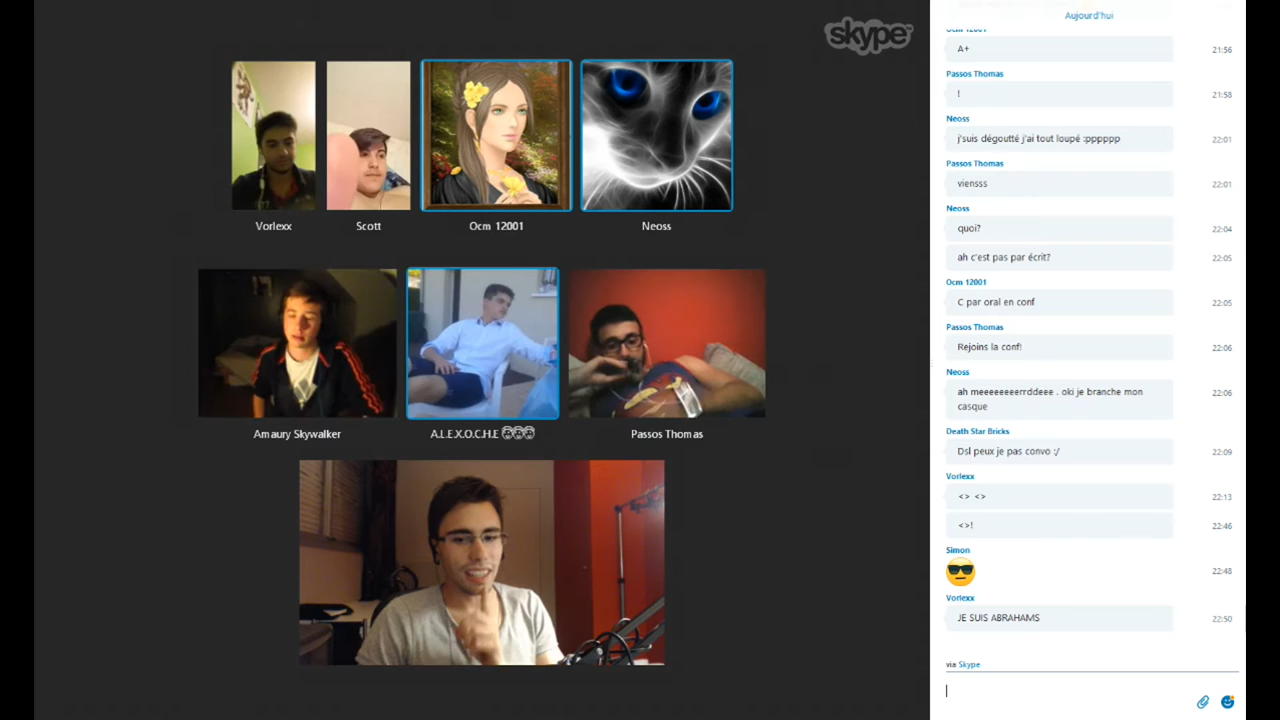 skype™
Vorlexx
Scott
Ocm 12001
Neoss
Amaury Skywalker
A.L.E.X.O.C.H.E
Passos Thomas
Aujourd'hui
Ocm 12001
A+
21:56
Passos Thomas
!
21:58
Neoss
j'suis dégoutté j'ai tout loupé :pppppp
22:01
Passos Thomas
viensss
22:01
Neoss
quoi?
22:04
ah c'est pas par écrit?
22:05
Ocm 12001
C par oral en conf
22:05
Passos Thomas
Rejoins la conf!
22:06
Neoss
ah meeeeeeeerrddeee . oki je branche mon
casque
22:06
Death Star Bricks
Dsl peux je pas convo :/
22:09
Vorlexx
<> <>
22:13
<>!
22:46
Simon
22:48
Vorlexx
JE SUIS ABRAHAMS
22:50
via Skype